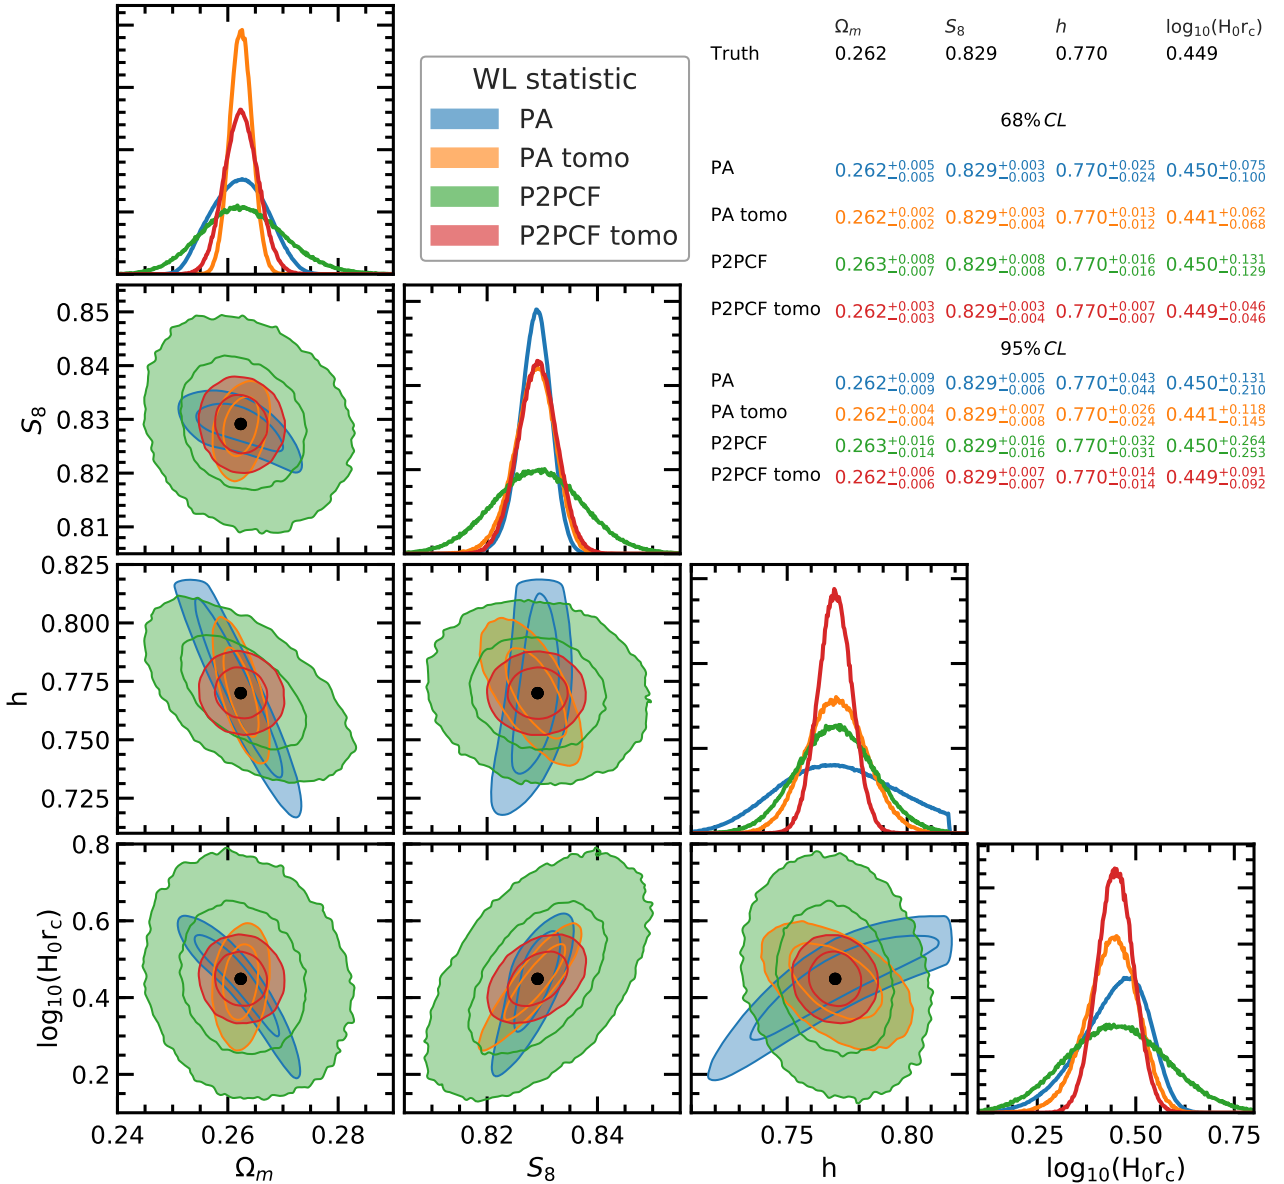 Ωm S8 h log10(H0rc)
Truth 0.262 0.829 0.770 0.449
68% CL
PA 0.262+0.005−0.005 0.829+0.003−0.003 0.770+0.025−0.024 0.450+0.075−0.100
PA tomo 0.262+0.002−0.002 0.829+0.003−0.004 0.770+0.013−0.012 0.441+0.062−0.068
P2PCF 0.263+0.008−0.007 0.829+0.008−0.008 0.770+0.016−0.016 0.450+0.131−0.129
P2PCF tomo 0.262+0.003−0.003 0.829+0.003−0.004 0.770+0.007−0.007 0.449+0.046−0.046
95% CL
PA 0.262+0.009−0.009 0.829+0.005−0.006 0.770+0.043−0.044 0.450+0.131−0.210
PA tomo 0.262+0.004−0.004 0.829+0.007−0.008 0.770+0.026−0.024 0.441+0.118−0.145
P2PCF 0.263+0.016−0.014 0.829+0.016−0.016 0.770+0.032−0.031 0.450+0.264−0.253
P2PCF tomo 0.262+0.006−0.006 0.829+0.007−0.007 0.770+0.014−0.014 0.449+0.091−0.092
WL statistic
PA
PA tomo
P2PCF
P2PCF tomo
S8
0.85
0.84
0.83
0.82
0.81
h
0.825
0.800
0.775
0.750
0.725
log10(H0rc)
0.8
0.6
0.4
0.2
0.24 0.26 0.28
Ωm
0.82 0.84
S8
0.75 0.80
h
0.25 0.50 0.75
log10(H0rc)